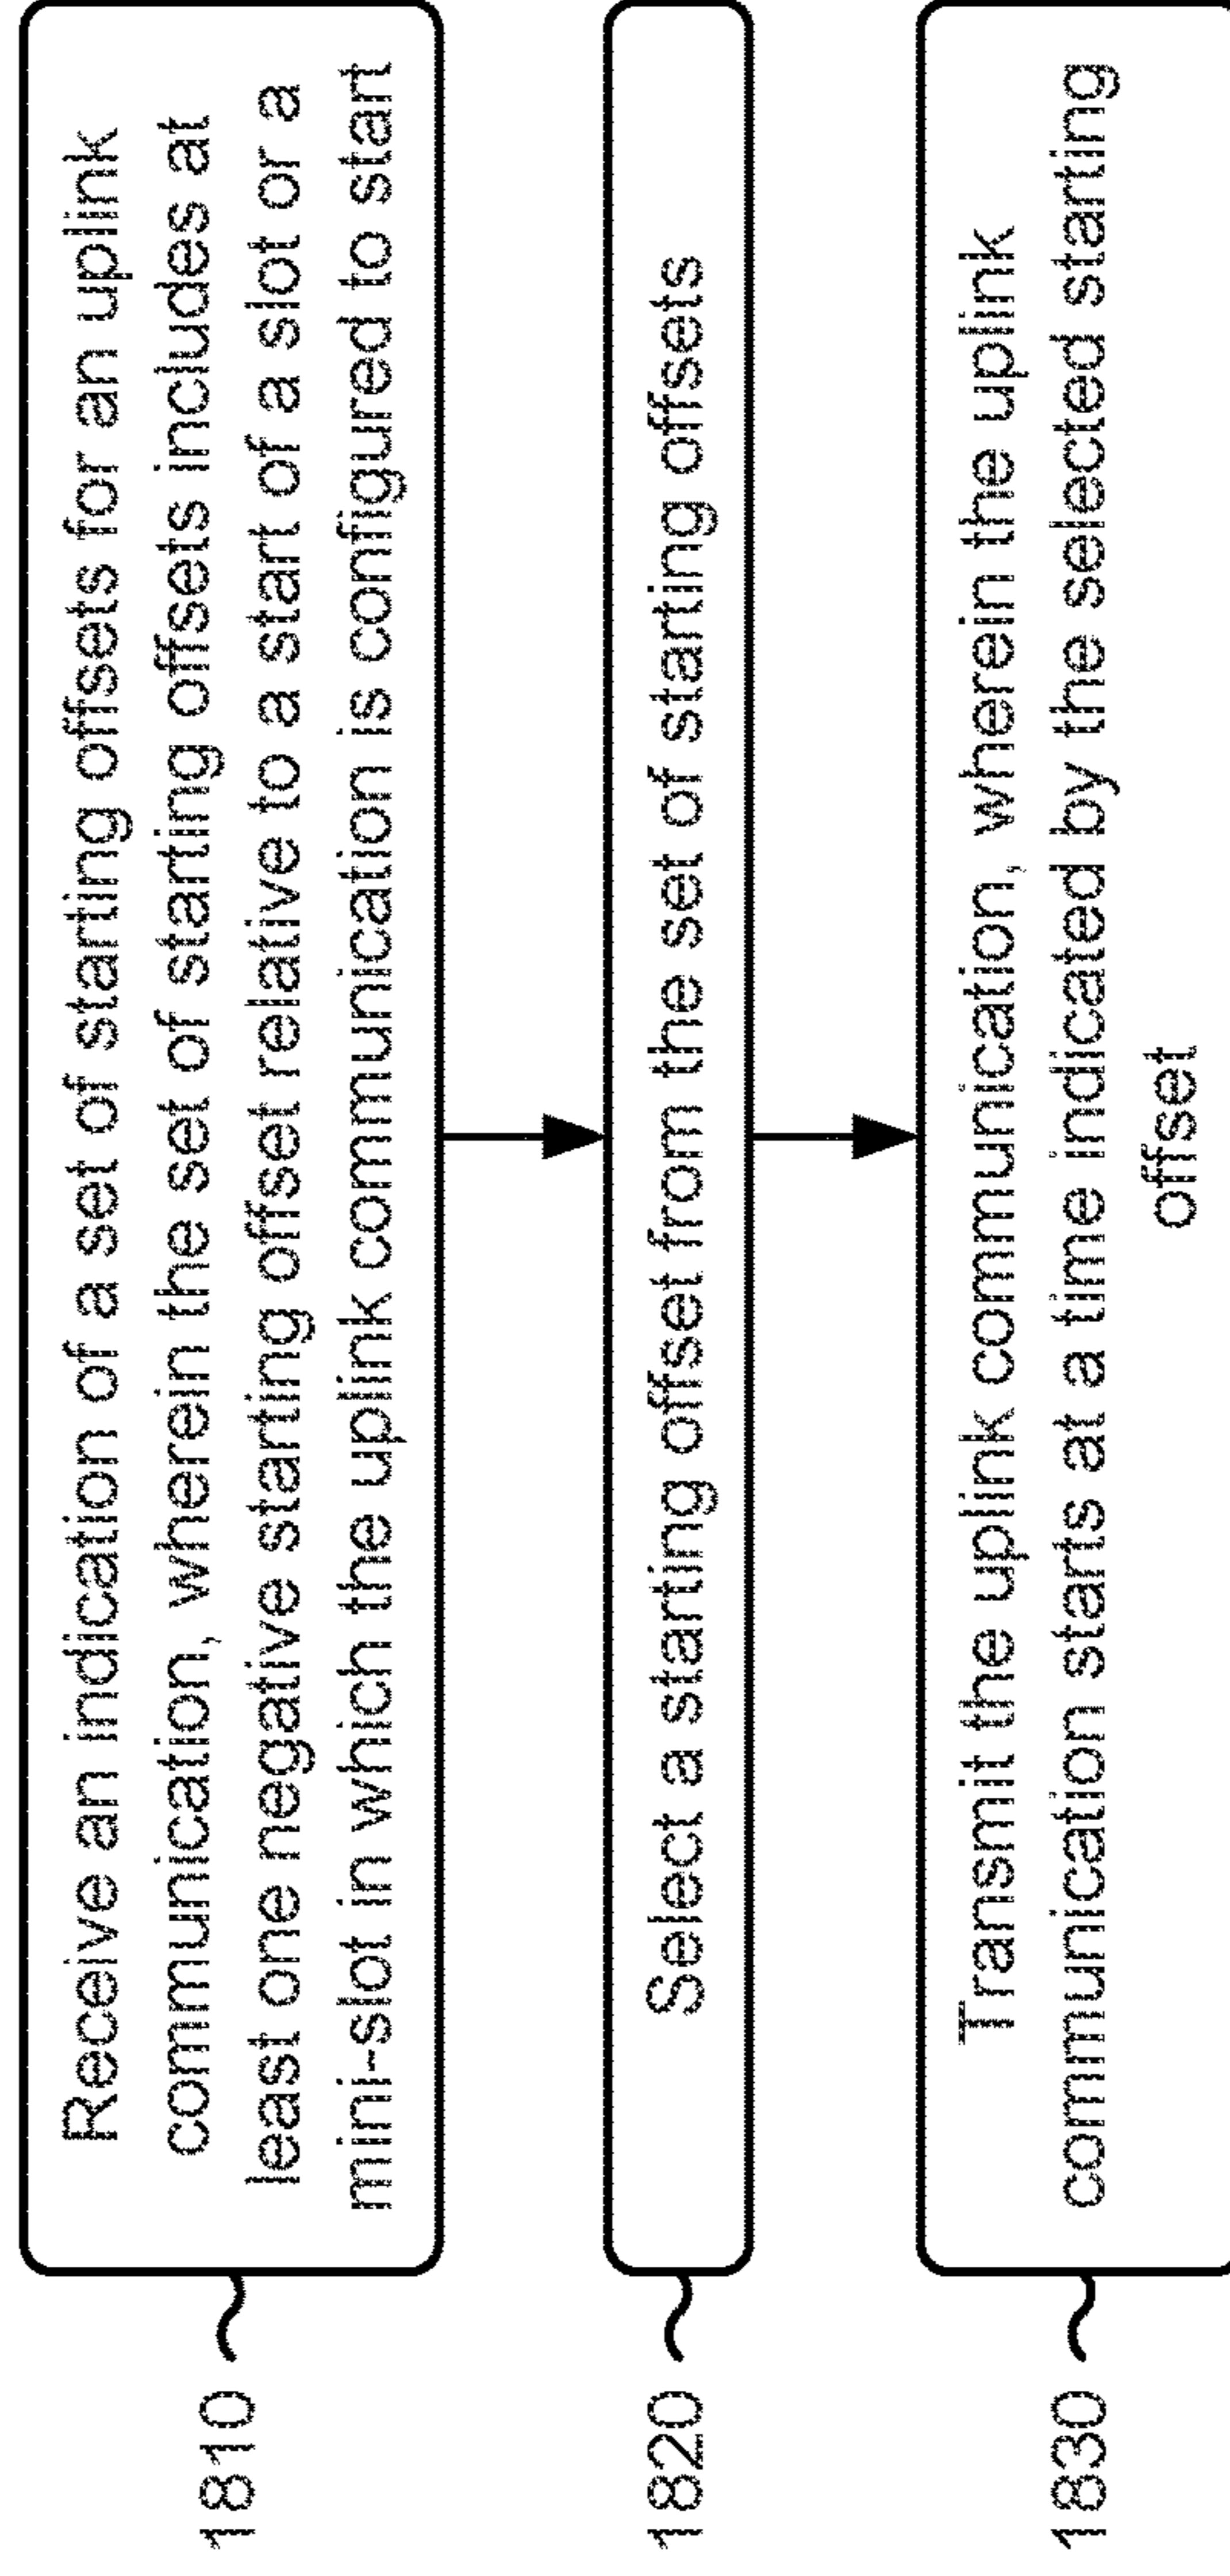 1810
Receive an indication of a set of starting offsets for an uplink
communication, wherein the set of starting offsets includes at
least one negative starting offset relative to a start of a slot or a
mini-slot in which the uplink communication is configured to start
1820
Select a starting offset from the set of starting offsets
1830
Transmit the uplink communication, wherein the uplink
communication starts at a time indicated by the selected starting
offset